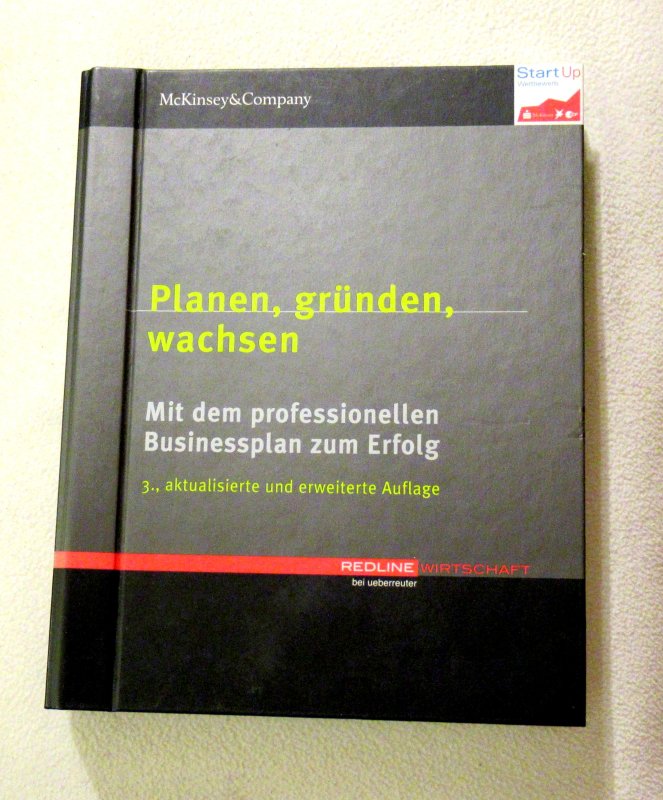 McKinsey&Company
StartUp
Wettbewerb
Planen, gründen,
wachsen
Mit dem professionellen
Businessplan zum Erfolg
3., aktualisierte und erweiterte Auflage
REDLINE WIRTSCHAFT
bei ueberreuter